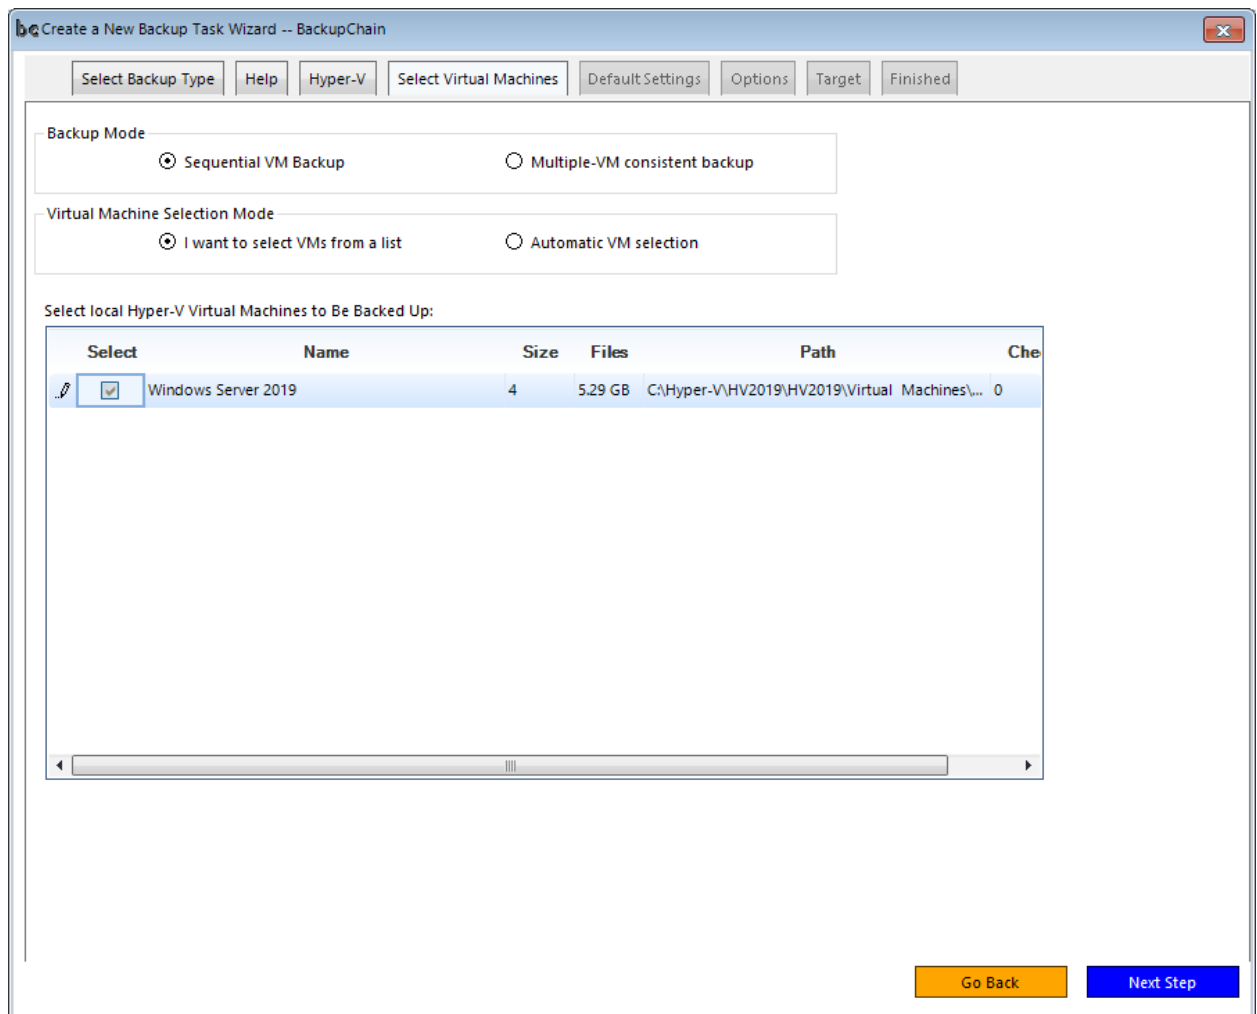 bc Create a New Backup Task Wizard -- BackupChain
Select Backup Type Help Hyper-V Select Virtual Machines Default Settings Options Target Finished
Backup Mode
Sequential VM Backup Multiple-VM consistent backup
Virtual Machine Selection Mode
I want to select VMs from a list Automatic VM selection
Select local Hyper-V Virtual Machines to Be Backed Up:
Select Name Size Files Path Che
Windows Server 2019 4 5.29 GB C:\Hyper-V\HV2019\HV2019\Virtual Machines\... 0
Go Back Next Step